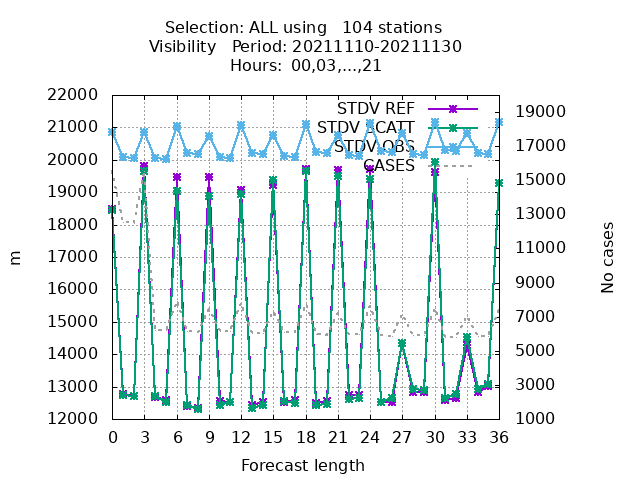 Selection: ALL using   104 stations
Visibility   Period: 20211110-20211130
Hours:  00,03,...,21
STDV REF
STDV SCATT
STDV OBS
CASES
22000
21000
20000
19000
18000
17000
16000
15000
14000
13000
12000
19000
17000
15000
13000
11000
9000
7000
5000
3000
1000
m
No cases
0 3 6 9 12 15 18 21 24 27 30 33 36
Forecast length